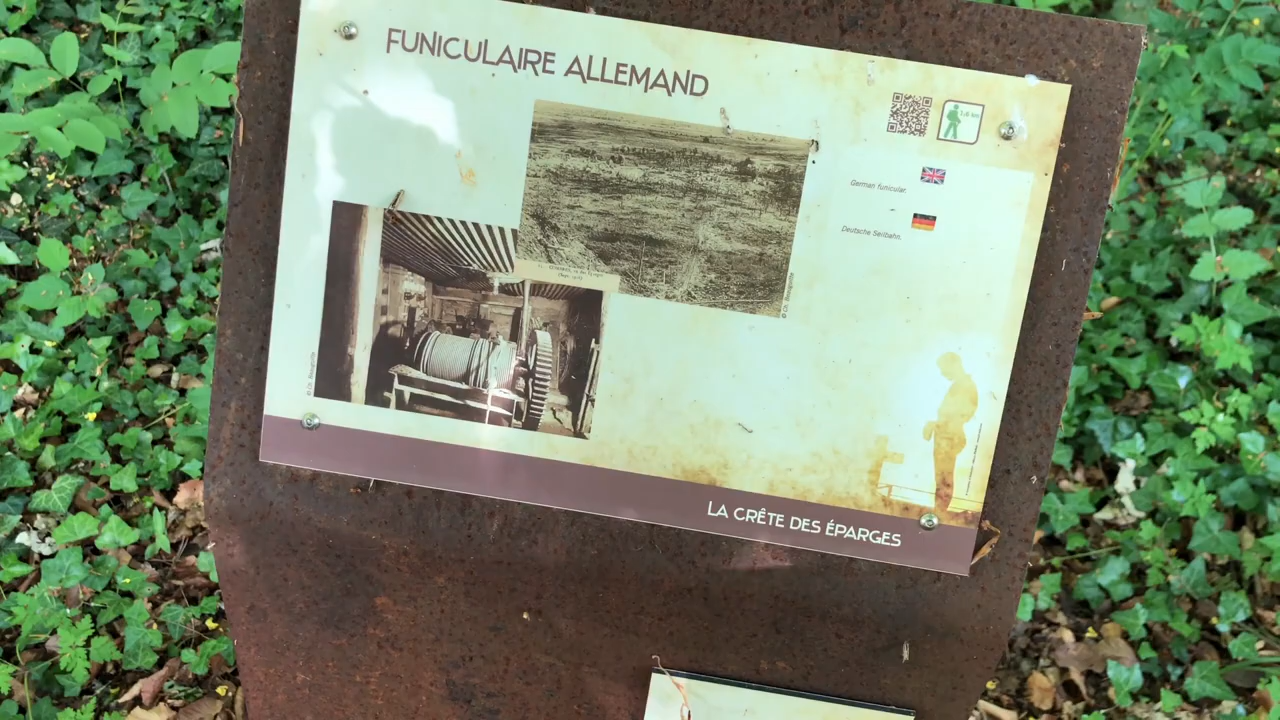 FUNICULAIRE ALLEMAND
German funicular.
Deutsche Seilbahn.
LA CRÊTE DES ÉPARGES